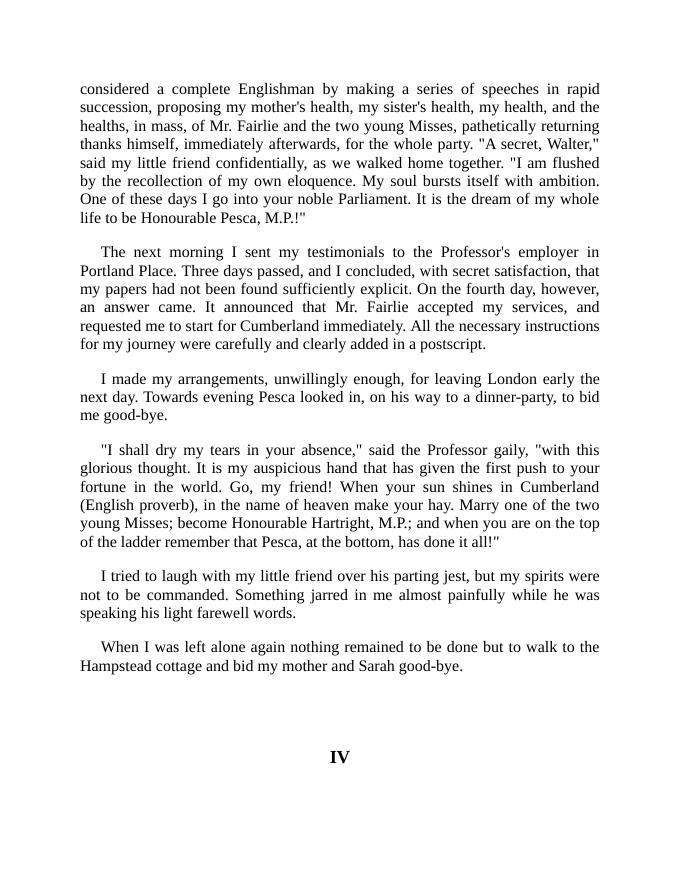 considered a complete Englishman by making a series of speeches in rapid
succession, proposing my mother's health, my sister's health, my health, and the
healths, in mass, of Mr. Fairlie and the two young Misses, pathetically returning
thanks himself, immediately afterwards, for the whole party. "A secret, Walter,"
said my little friend confidentially, as we walked home together. "I am flushed
by the recollection of my own eloquence. My soul bursts itself with ambition.
One of these days I go into your noble Parliament. It is the dream of my whole
life to be Honourable Pesca, M.P.!"
The next morning I sent my testimonials to the Professor's employer in
Portland Place. Three days passed, and I concluded, with secret satisfaction, that
my papers had not been found sufficiently explicit. On the fourth day, however,
an answer came. It announced that Mr. Fairlie accepted my services, and
requested me to start for Cumberland immediately. All the necessary instructions
for my journey were carefully and clearly added in a postscript.
I made my arrangements, unwillingly enough, for leaving London early the
next day. Towards evening Pesca looked in, on his way to a dinner-party, to bid
me good-bye.
"I shall dry my tears in your absence," said the Professor gaily, "with this
glorious thought. It is my auspicious hand that has given the first push to your
fortune in the world. Go, my friend! When your sun shines in Cumberland
(English proverb), in the name of heaven make your hay. Marry one of the two
young Misses; become Honourable Hartright, M.P.; and when you are on the top
of the ladder remember that Pesca, at the bottom, has done it all!"
I tried to laugh with my little friend over his parting jest, but my spirits were
not to be commanded. Something jarred in me almost painfully while he was
speaking his light farewell words.
When I was left alone again nothing remained to be done but to walk to the
Hampstead cottage and bid my mother and Sarah good-bye.
IV